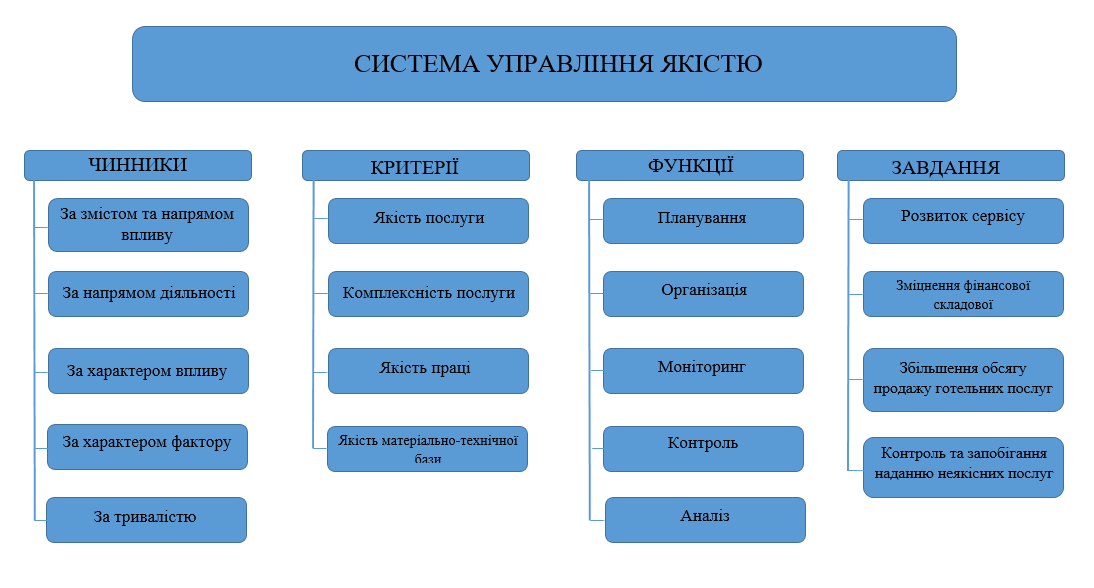 СИСТЕМА УПРАВЛІННЯ ЯКІСТЮ
ЧИННИКИ
За змістом та напрямом
впливу
За напрямом діяльності
За характером впливу
За характером фактору
За тривалістю
КРИТЕРІЇ
Якість послуги
Комплексність послуги
Якість праці
Якість матеріально-технічної
бази
ФУНКЦІЇ
Планування
Організація
Моніторинг
Контроль
Аналіз
ЗАВДАННЯ
Розвиток сервісу
Зміцнення фінансової
складової
Збільшення обсягу
продажу готельних послуг
Контроль та запобігання
наданню неякісних послуг